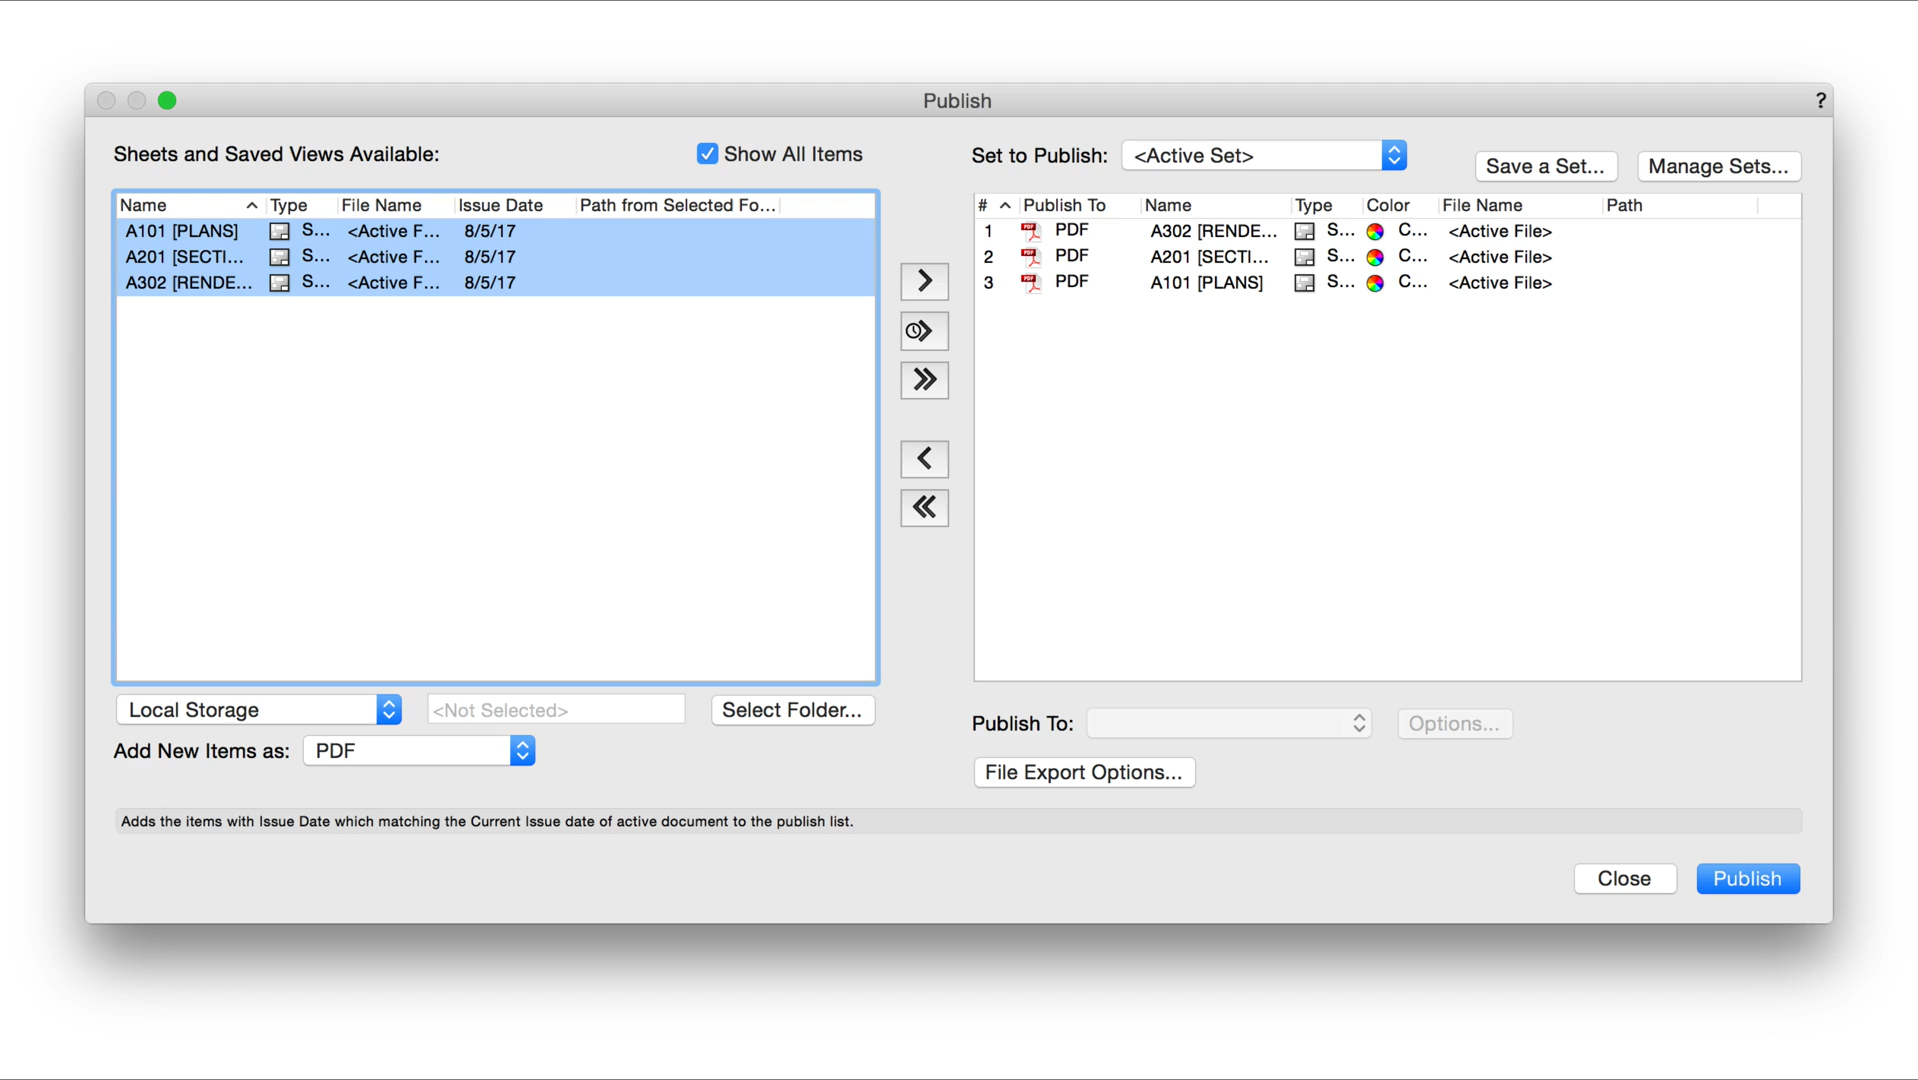 Publish
?
Sheets and Saved Views Available:
Show All Items
Name Type File Name Issue Date Path from Selected Fo...
A101 [PLANS] S... <Active F... 8/5/17
A201 [SECTI... S... <Active F... 8/5/17
A302 [RENDE... S... <Active F... 8/5/17
Local Storage
<Not Selected>
Select Folder...
Add New Items as: PDF
Set to Publish: <Active Set>
Save a Set...
Manage Sets...
# Publish To Name Type Color File Name Path
1 PDF A302 [RENDE... S... C... <Active File>
2 PDF A201 [SECTI... S... C... <Active File>
3 PDF A101 [PLANS] S... C... <Active File>
Publish To:
Options...
File Export Options...
Adds the items with Issue Date which matching the Current Issue date of active document to the publish list.
Close
Publish